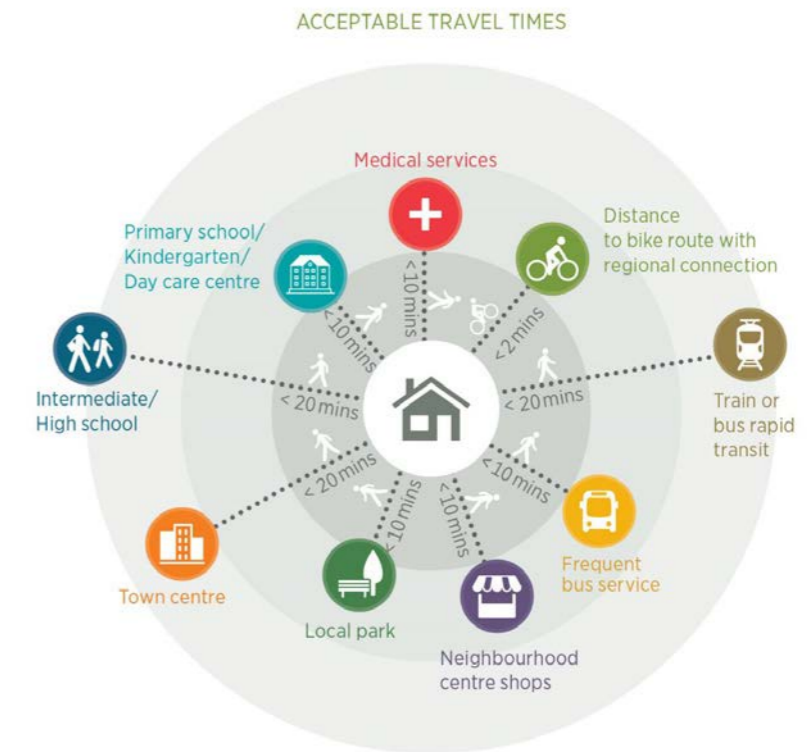 ACCEPTABLE TRAVEL TIMES
Medical services
<10 mins
Distance
to bike route with
regional connection
<2 mins
Primary school/
Kindergarten/
Day care centre
<10 mins
Intermediate/
High school
< 20 mins
Train or
bus rapid
transit
< 20 mins
Town centre
< 20 mins
Local park
<10 mins
Neighbourhood
centre shops
<10 mins
Frequent
bus service
<10 mins